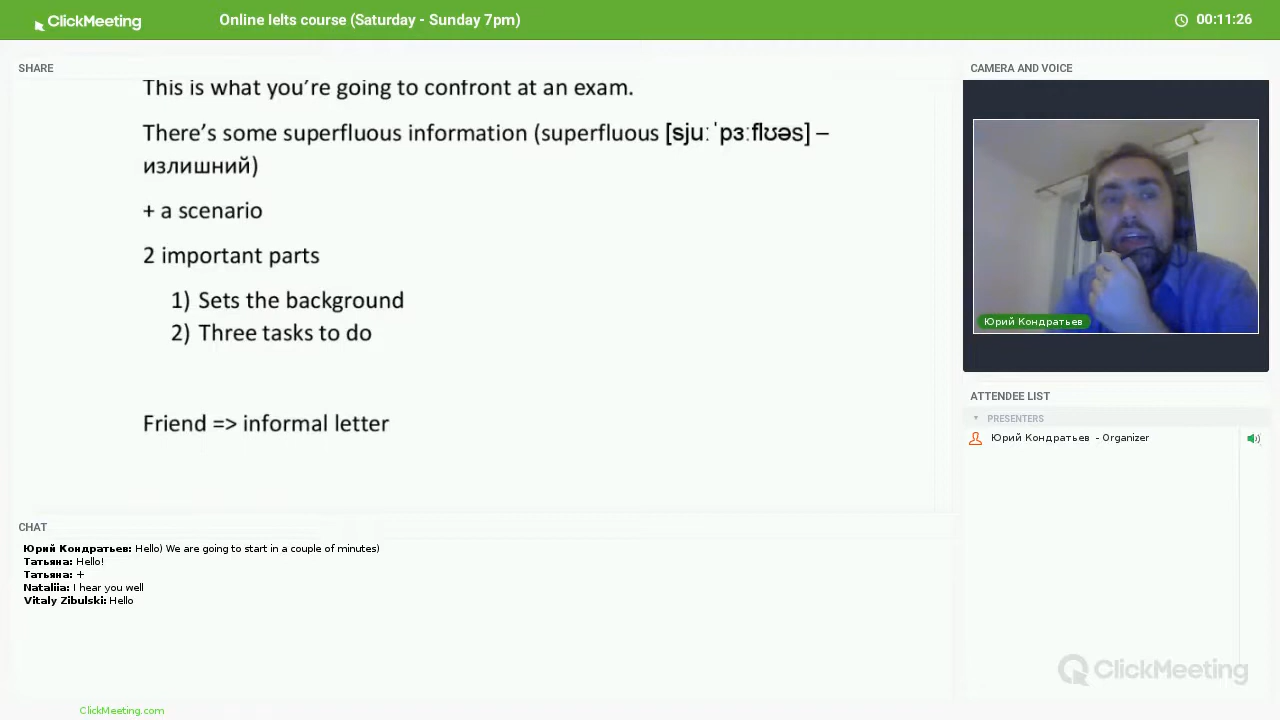 ClickMeeting
Online Ielts course (Saturday - Sunday 7pm)
00:11:26
SHARE
This is what you're going to confront at an exam.
There's some superfluous information (superfluous [sjuːˈpɜːflʊəs] –
излишний)
+ a scenario
2 important parts
1) Sets the background
2) Three tasks to do
Friend => informal letter
CAMERA AND VOICE
Юрий Кондратьев
ATTENDEE LIST
PRESENTERS
Юрий Кондратьев - Organizer
CHAT
Юрий Кондратьев: Hello) We are going to start in a couple of minutes)
Татьяна: Hello!
Татьяна: +
Nataliia: I hear you well
Vitaly Zibulski: Hello
ClickMeeting
ClickMeeting.com